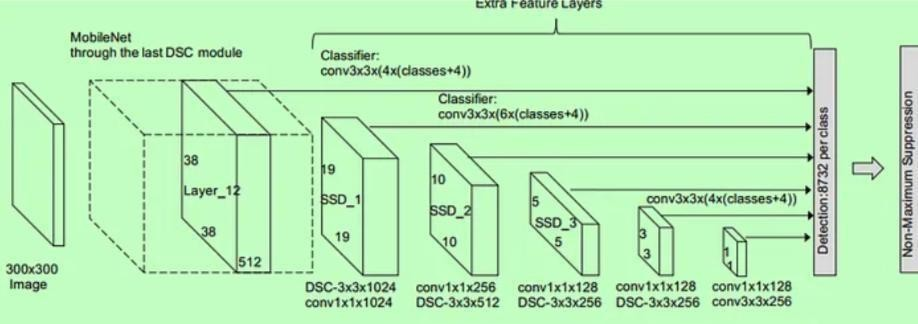 Extra Feature Layers
MobileNet
through the last DSC module
Classifier:
conv3x3x(4x(classes+4))
Classifier:
conv3x3x(6x(classes+4))
38
Layer_12
38
512
19
SSD_1
19
10
SSD_2
10
5
SSD_3
5
conv3x3x(4x(classes+4))
3
3
1
1
Detection:8732 per class
Non-Maximum Suppression
300x300
Image
DSC-3x3x1024
conv1x1x1024
conv1x1x256
DSC-3x3x512
conv1x1x128
DSC-3x3x256
conv1x1x128
DSC-3x3x256
conv1x1x128
conv3x3x256